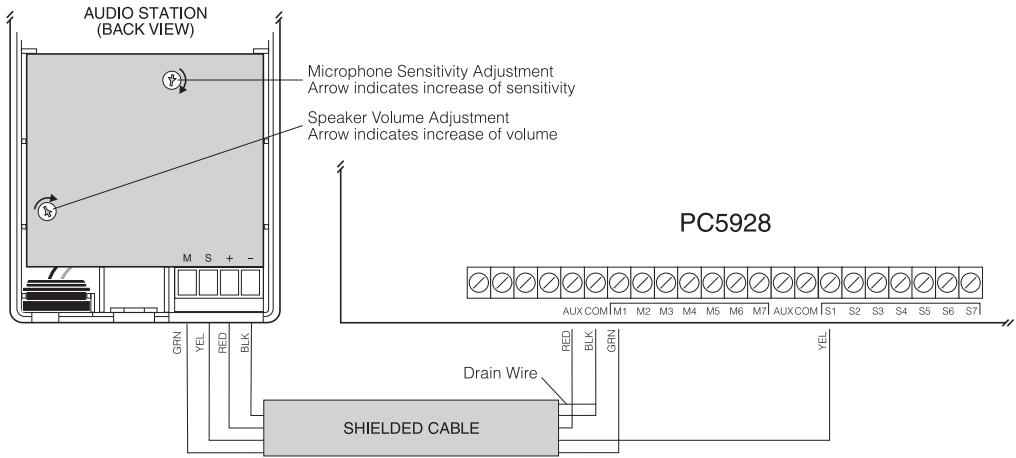 AUDIO STATION
(BACK VIEW)
Microphone Sensitivity Adjustment
Arrow indicates increase of sensitivity
Speaker Volume Adjustment
Arrow indicates increase of volume
PC5928
M S + −
AUX COM M1 M2 M3 M4 M5 M6 M7 AUX COM S1 S2 S3 S4 S5 S6 S7
GRN YEL RED BLK
RED BLK GRN YEL
Drain Wire
SHIELDED CABLE